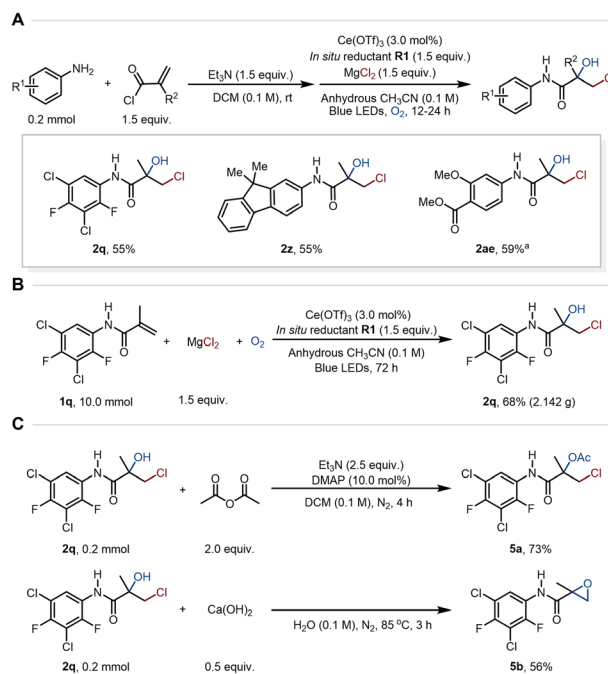 A
Ce(OTf)3 (3.0 mol%)
In situ reductant R1 (1.5 equiv.)
MgCl2 (1.5 equiv.)
Et3N (1.5 equiv.)
DCM (0.1 M), rt
Anhydrous CH3CN (0.1 M)
Blue LEDs, O2, 12-24 h
R1 NH2 + Cl O R2
R1 H N O R2 OH
0.2 mmol 1.5 equiv.
Cl F Cl F H N O OH Cl
Me Me H N O OH Cl
MeO MeO O H N O OH Cl
2q, 55% 2z, 55% 2ae, 59%a
B
Ce(OTf)3 (3.0 mol%)
In situ reductant R1 (1.5 equiv.)
Cl F Cl F H N O + MgCl2 + O2
Anhydrous CH3CN (0.1 M)
Blue LEDs, 72 h
Cl F Cl F H N O OH Cl
1q, 10.0 mmol 1.5 equiv. 2q, 68% (2.142 g)
C
Cl F Cl F H N O OH Cl + O O O
Et3N (2.5 equiv.)
DMAP (10.0 mol%)
DCM (0.1 M), N2, 4 h
Cl F Cl F H N O OAc Cl
2q, 0.2 mmol 2.0 equiv. 5a, 73%
Cl F Cl F H N O OH Cl + Ca(OH)2
H2O (0.1 M), N2, 85 °C, 3 h
Cl F Cl F H N O O
2q, 0.2 mmol 0.5 equiv. 5b, 56%